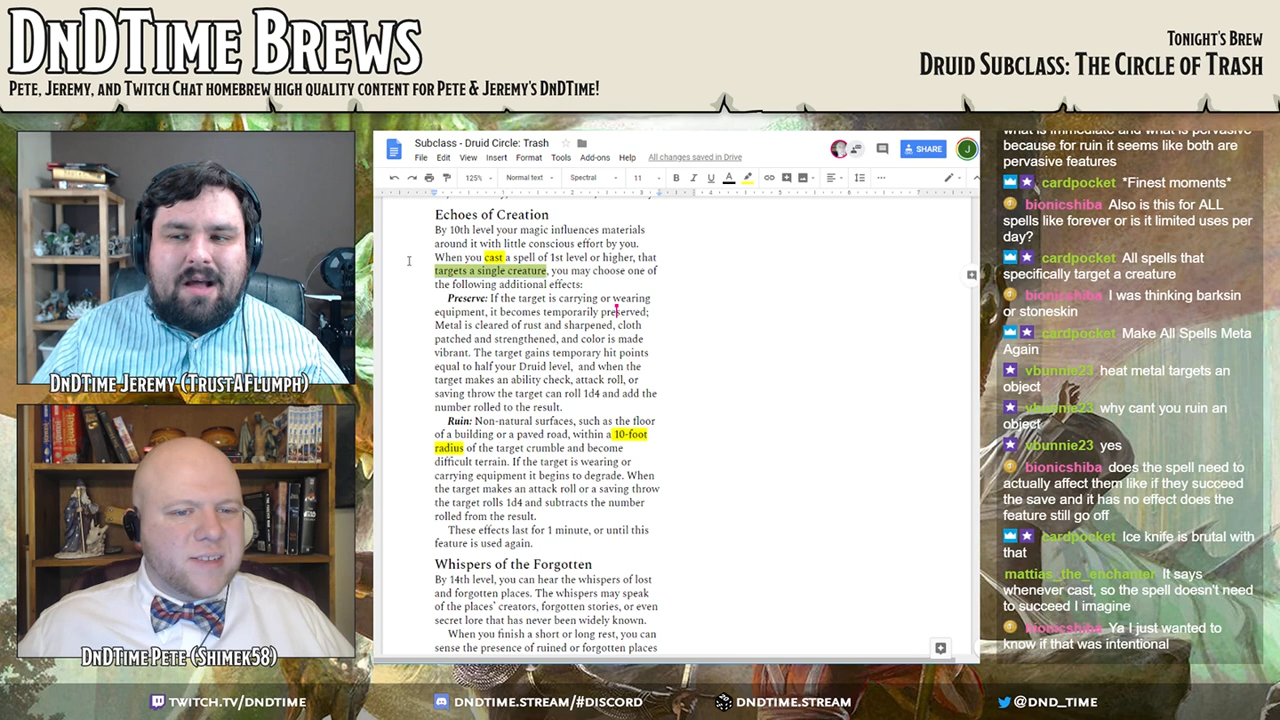 DnDTime Brews
Pete, Jeremy, and Twitch Chat homebrew high quality content for Pete & Jeremy's DnDTime!
Tonight's Brew
Druid Subclass: The Circle of Trash
DnDTime Jeremy (TrustAFlumph)
DnDTime Pete (Shimek58)
Subclass - Druid Circle: Trash
File Edit View Insert Format Tools Add-ons Help All changes saved in Drive
SHARE
J
125% Normal text Spectral 11 B I U A
Echoes of Creation
By 10th level your magic influences materials
around it with little conscious effort by you.
When you cast a spell of 1st level or higher, that
targets a single creature, you may choose one of
the following additional effects:
Preserve: If the target is carrying or wearing
equipment, it becomes temporarily preserved;
Metal is cleared of rust and sharpened, cloth
patched and strengthened, and color is made
vibrant. The target gains temporary hit points
equal to half your Druid level, and when the
target makes an ability check, attack roll, or
saving throw the target can roll 1d4 and add the
number rolled to the result.
Ruin: Non-natural surfaces, such as the floor
of a building or a paved road, within a 10-foot
radius of the target crumble and become
difficult terrain. If the target is wearing or
carrying equipment it begins to degrade. When
the target makes an attack roll or a saving throw
the target rolls 1d4 and subtracts the number
rolled from the result.
These effects last for 1 minute, or until this
feature is used again.
Whispers of the Forgotten
By 14th level, you can hear the whispers of lost
and forgotten places. The whispers may speak
of the places' creators, forgotten stories, or even
secret lore that has never been widely known.
When you finish a short or long rest, you can
sense the presence of ruined or forgotten places
what is immediate and what is pervasive
because for ruin it seems like both are
pervasive features
cardpocket *Finest moments*
bionicshiba Also is this for ALL
spells like forever or is it limited uses per
day?
cardpocket All spells that
specifically target a creature
bionicshiba I was thinking barksin
or stoneskin
cardpocket Make All Spells Meta
Again
vbunnie23 heat metal targets an
object
vbunnie23 why cant you ruin an
object
vbunnie23 yes
bionicshiba does the spell need to
actually affect them like if they succeed
the save and it has no effect does the
feature still go off
cardpocket Ice knife is brutal with
that
mattias_the_enchanter It says
whenever cast, so the spell doesn't need
to succeed I imagine
bionicshiba Ya I just wanted to
know if that was intentional
twitch.tv/dndtime
dndtime.stream/#discord
dndtime.stream
@dnd_time